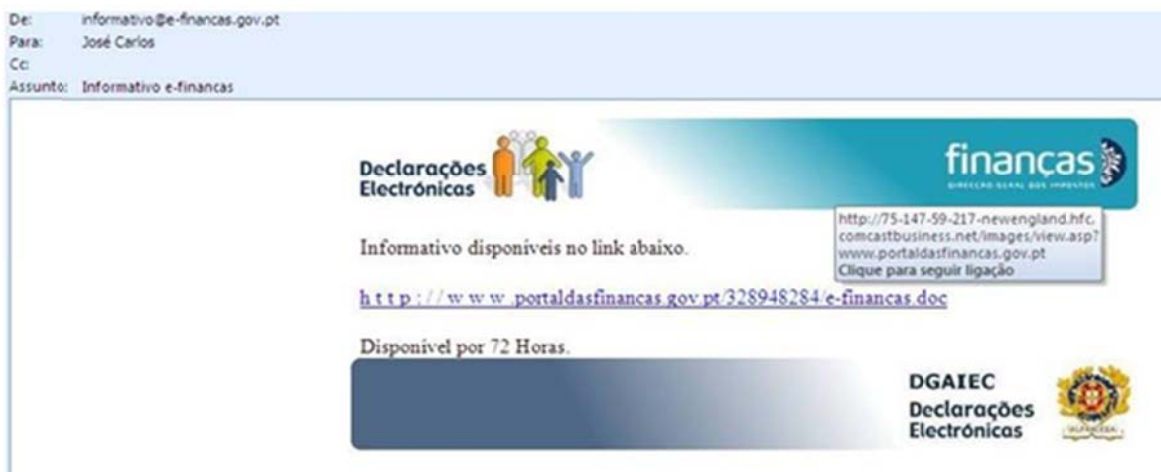 De: informativo@e-financas.gov.pt
Para: José Carlos
Cc:
Assunto: Informativo e-financas
Declarações
Electrónicas
finanças
DIRECÇÃO GERAL DOS IMPOSTOS
http://75-147-59-217-newengland.hfc.
comcastbusiness.net/images/view.asp?
www.portaldasfinancas.gov.pt
Clique para seguir ligação
Informativo disponíveis no link abaixo.
h t t p : / / w w w .portaldasfinancas.gov.pt/328948284/e-financas.doc
Disponível por 72 Horas.
DGAIEC
Declarações
Electrónicas